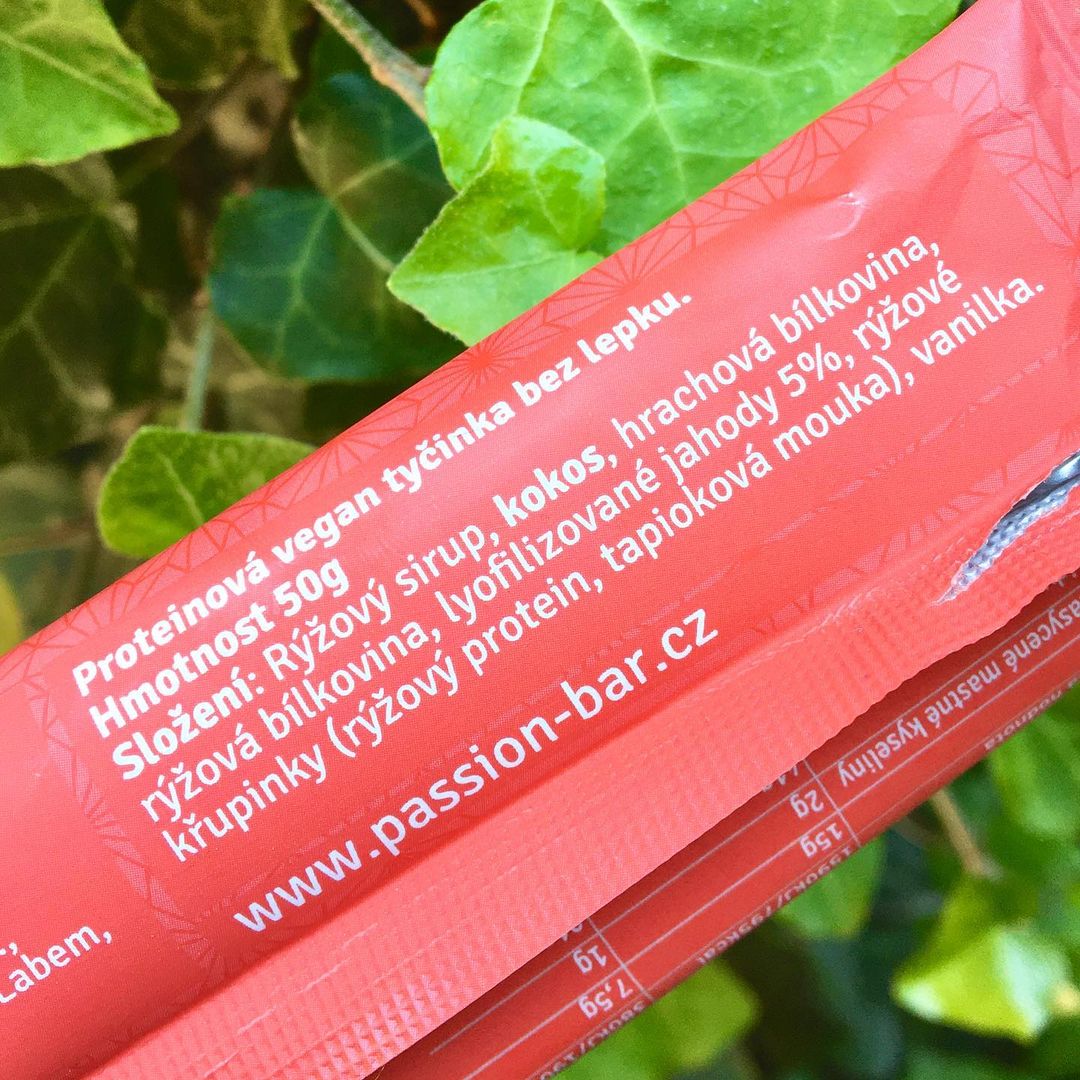 Proteinová vegan tyčinka bez lepku.
Hmotnost 50g
Složení: Rýžový sirup, kokos, hrachová bílkovina,
rýžová bílkovina, lyofilizované jahody 5%, rýžové
křupinky (rýžový protein, tapioková mouka), vanilka.
www.passion-bar.cz
Labem,
mastné kyseliny
2g
15g
1g
7,5g